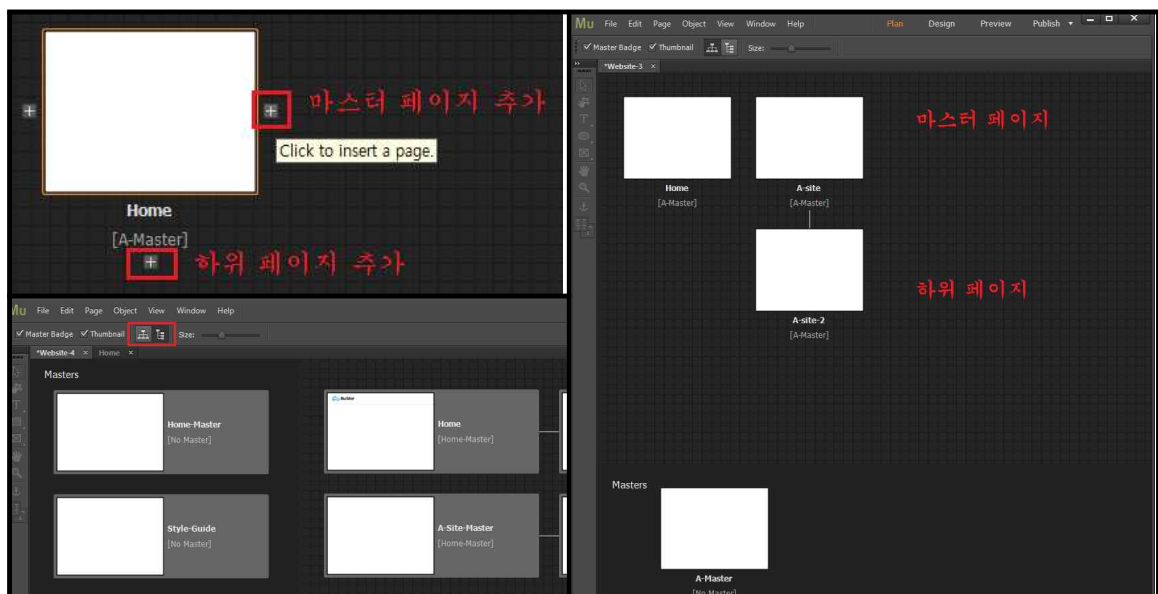 마스터 페이지 추가
Click to insert a page.
Home
[A-Master]
하위 페이지 추가
Mu File Edit Page Object View Window Help
Master Badge Thumbnail Size:
*Website-4 × Home ×
Masters
Home-Master
[No Master]
Builder
Home
[Home-Master]
Style-Guide
[No Master]
A-Site-Master
[Home-Master]
Mu File Edit Page Object View Window Help Plan Design Preview Publish
Master Badge Thumbnail Size:
*Website-3 ×
마스터 페이지
Home
[A-Master]
A-site
[A-Master]
하위 페이지
A-site-2
[A-Master]
Masters
A-Master
[No Master]